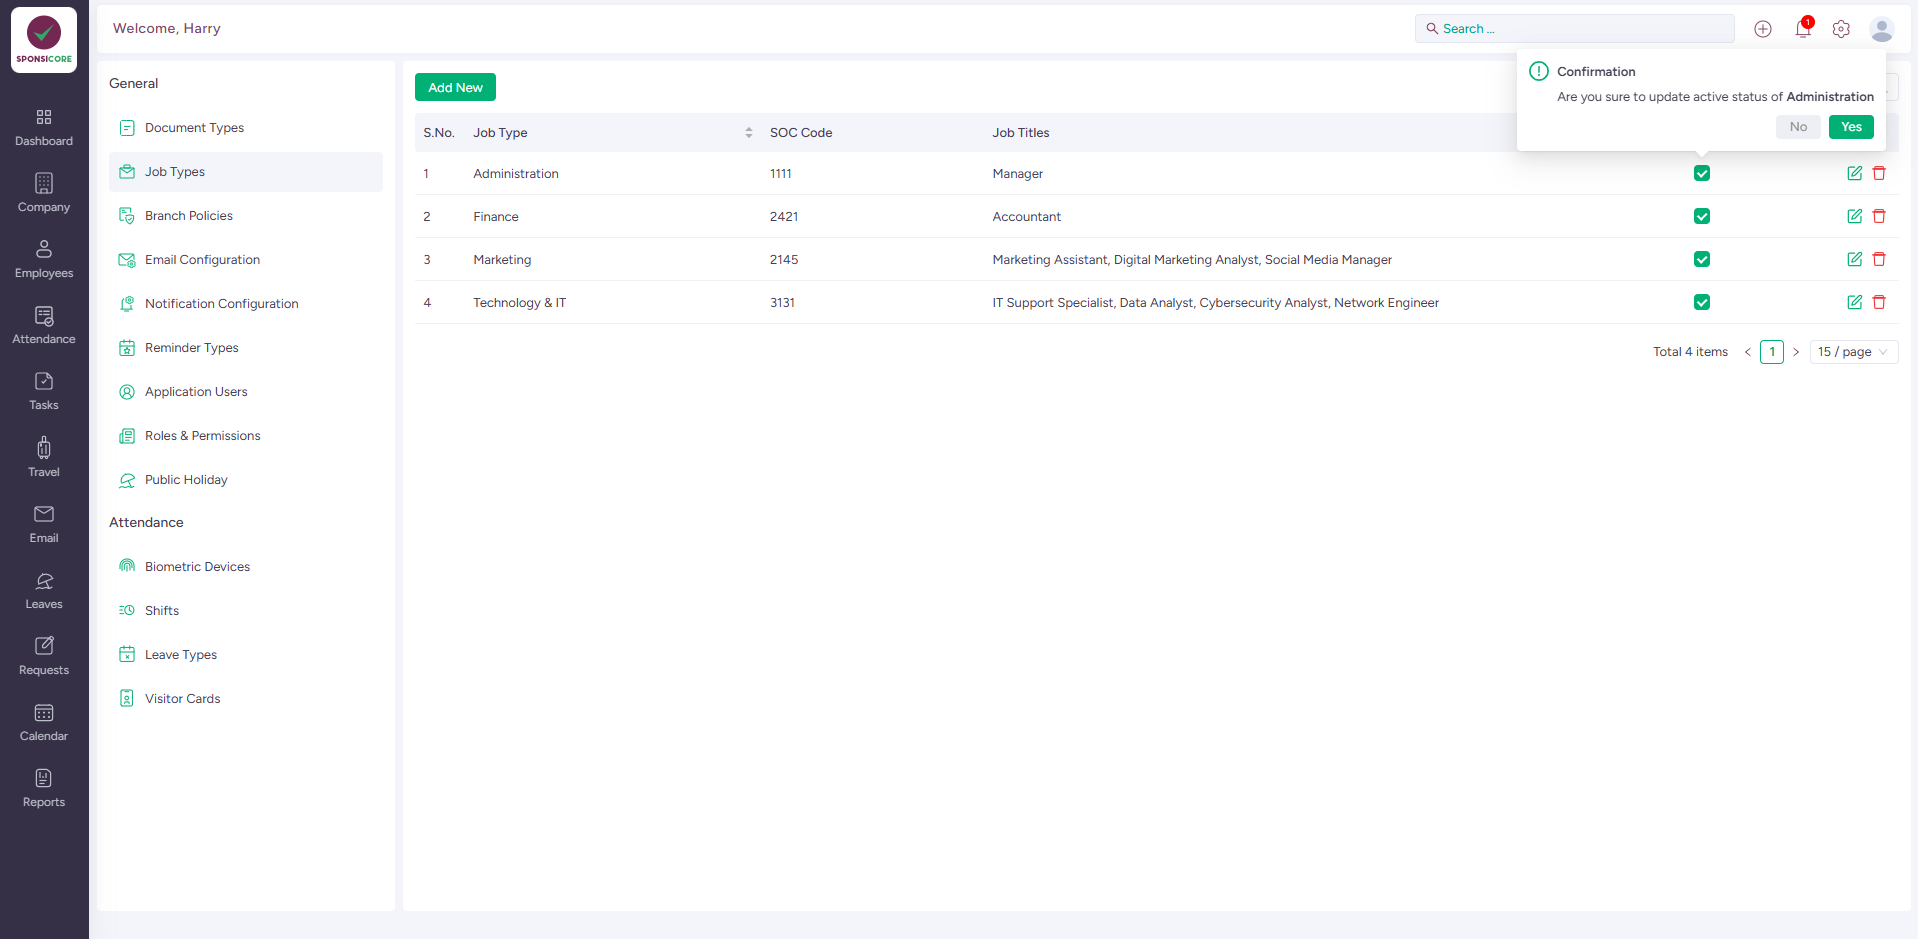 SPONSICORE
Dashboard
Company
Employees
Attendance
Tasks
Travel
Email
Leaves
Requests
Calendar
Reports
Welcome, Harry
Search ...
1
General
Document Types
Job Types
Branch Policies
Email Configuration
Notification Configuration
Reminder Types
Application Users
Roles & Permissions
Public Holiday
Attendance
Biometric Devices
Shifts
Leave Types
Visitor Cards
Add New
Confirmation
Are you sure to update active status of Administration
No Yes
S.No. Job Type SOC Code Job Titles
1 Administration 1111 Manager
2 Finance 2421 Accountant
3 Marketing 2145 Marketing Assistant, Digital Marketing Analyst, Social Media Manager
4 Technology & IT 3131 IT Support Specialist, Data Analyst, Cybersecurity Analyst, Network Engineer
Total 4 items < 1 > 15 / page